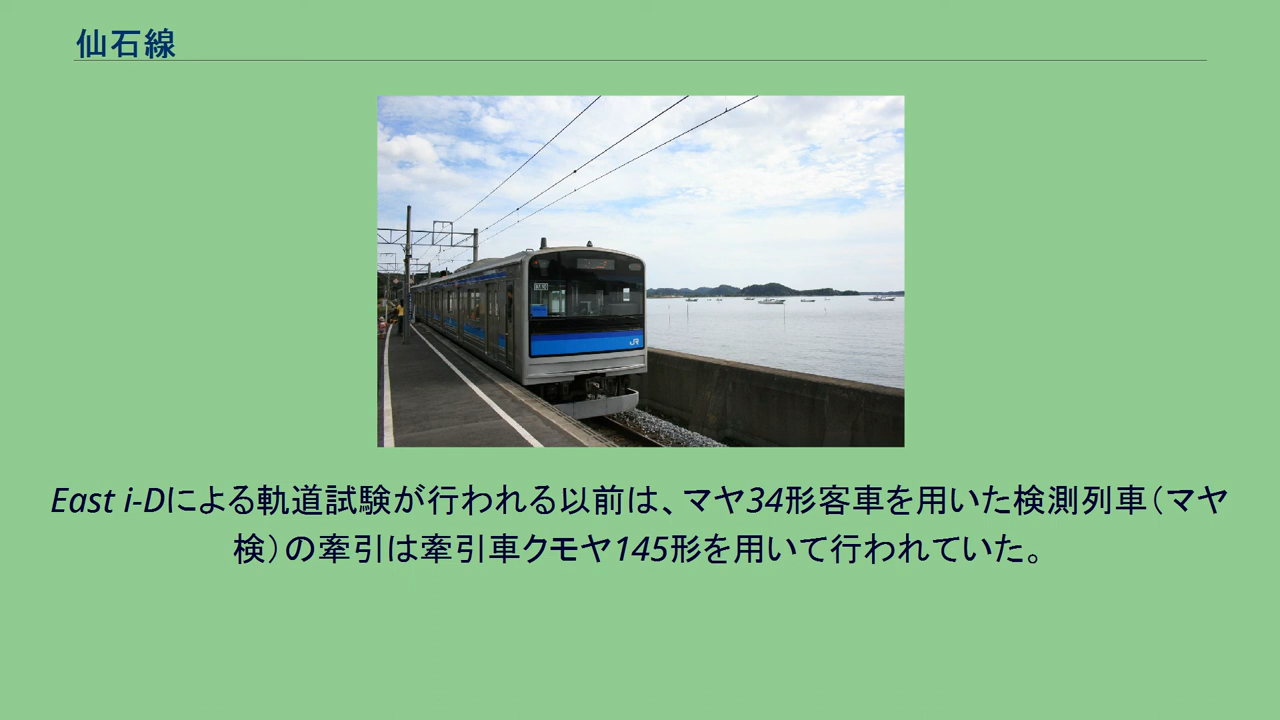 仙石線
JR
East i-Dによる軌道試験が行われる以前は、マヤ34形客車を用いた検測列車（マヤ
検）の牽引は牽引車クモヤ145形を用いて行われていた。